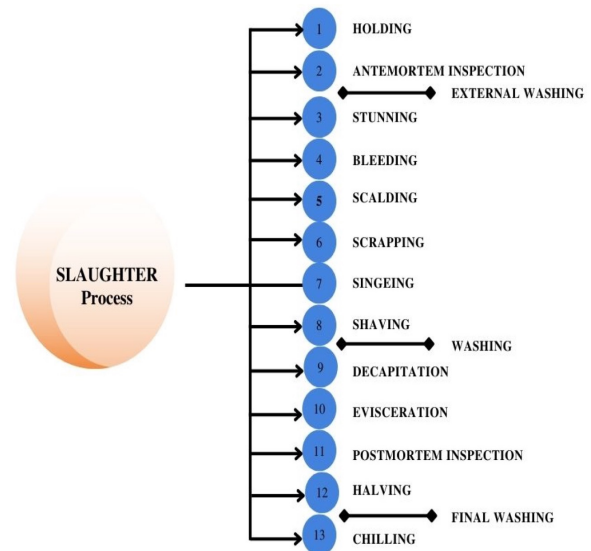 1 HOLDING
2 ANTEMORTEM INSPECTION
EXTERNAL WASHING
3 STUNNING
4 BLEEDING
5 SCALDING
6 SCRAPPING
SLAUGHTER
Process
7 SINGEING
8 SHAVING
WASHING
9 DECAPITATION
10 EVISCERATION
11 POSTMORTEM INSPECTION
12 HALVING
FINAL WASHING
13 CHILLING